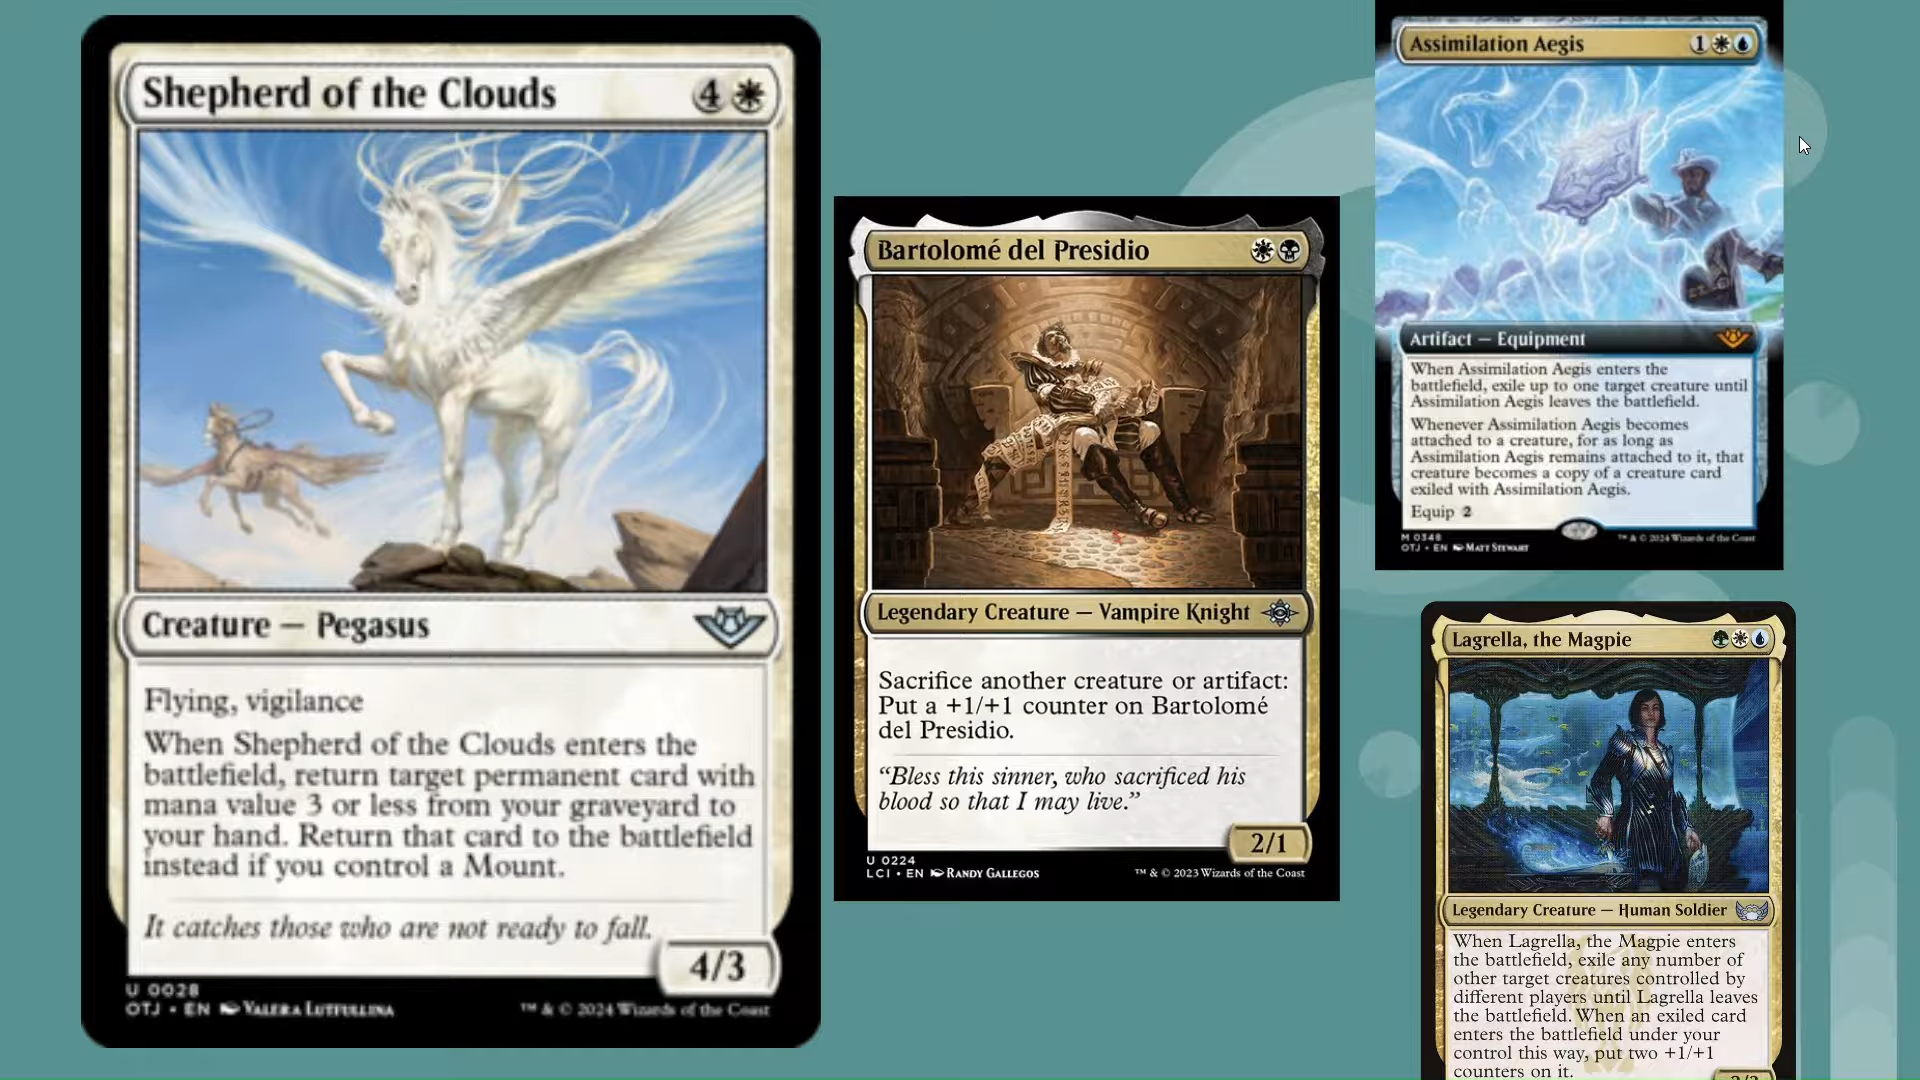 Shepherd of the Clouds 4
Creature — Pegasus
Flying, vigilance
When Shepherd of the Clouds enters the
battlefield, return target permanent card with
mana value 3 or less from your graveyard to
your hand. Return that card to the battlefield
instead if you control a Mount.
It catches those who are not ready to fall.
4/3
U 0028
OTJ • EN VALERA LUTFULLINA
™ & © 2024 Wizards of the Coast
Bartolomé del Presidio
Legendary Creature — Vampire Knight
Sacrifice another creature or artifact:
Put a +1/+1 counter on Bartolomé
del Presidio.
“Bless this sinner, who sacrificed his
blood so that I may live.”
2/1
U 0224
LCI • EN RANDY GALLEGOS
™ & © 2023 Wizards of the Coast
Assimilation Aegis 1
Artifact — Equipment
When Assimilation Aegis enters the
battlefield, exile up to one target creature until
Assimilation Aegis leaves the battlefield.
Whenever Assimilation Aegis becomes
attached to a creature, for as long as
Assimilation Aegis remains attached to it, that
creature becomes a copy of a creature card
exiled with Assimilation Aegis.
Equip 2
M 0348
OTJ • EN MATT STEWART
™ & © 2024 Wizards of the Coast
Lagrella, the Magpie
Legendary Creature — Human Soldier
When Lagrella, the Magpie enters
the battlefield, exile any number of
other target creatures controlled by
different players until Lagrella leaves
the battlefield. When an exiled card
enters the battlefield under your
control this way, put two +1/+1
counters on it.